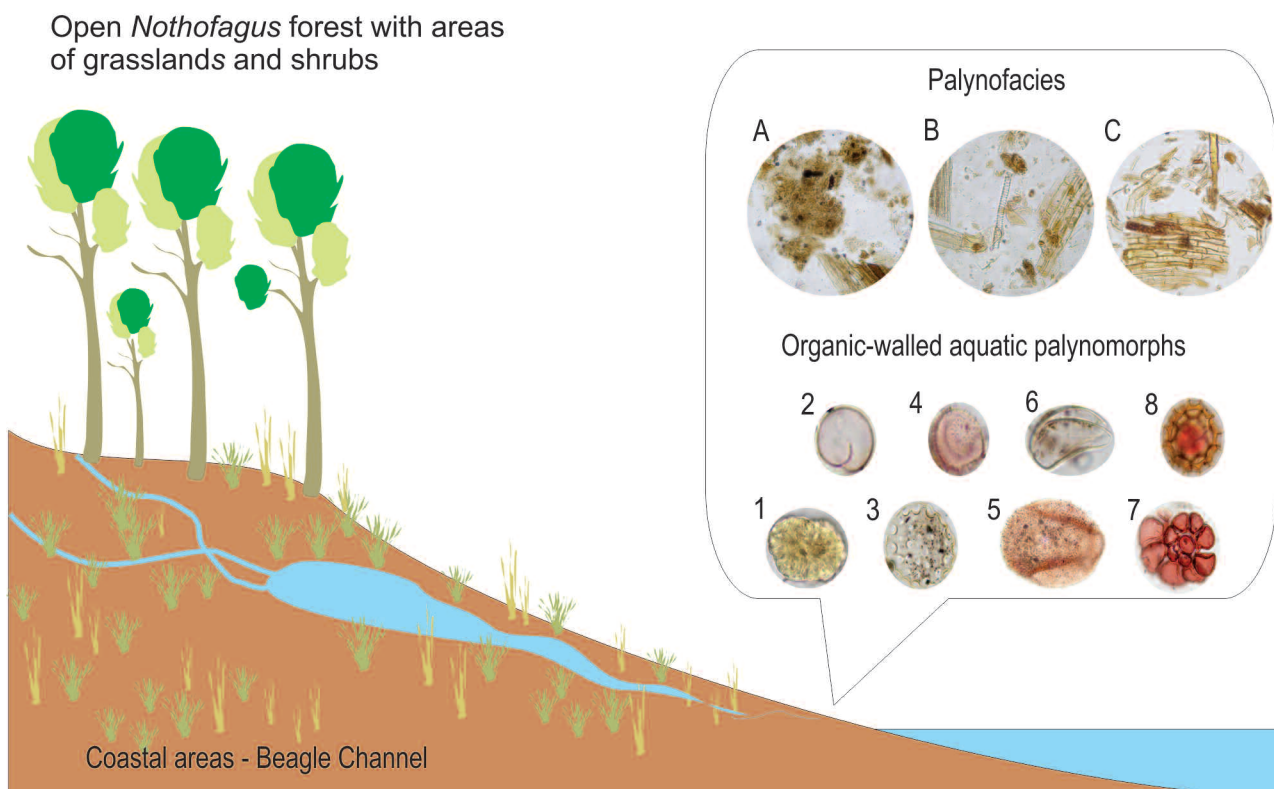 Open Nothofagus forest with areas
of grasslands and shrubs
Palynofacies
A B C
Organic-walled aquatic palynomorphs
2 4 6 8
1 3 5 7
Coastal areas - Beagle Channel